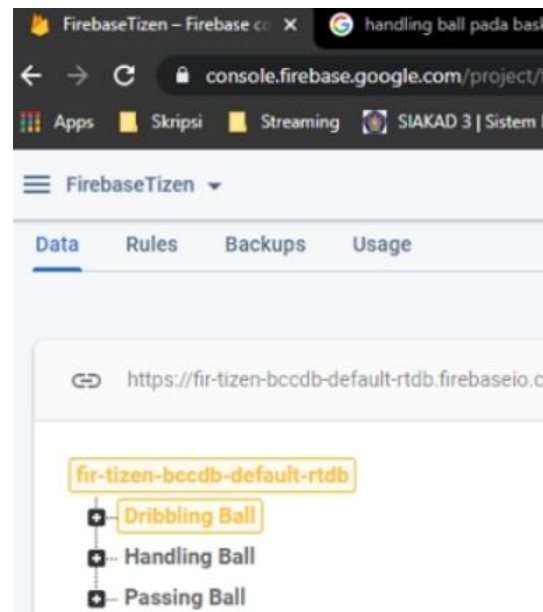 FirebaseTizen – Firebase co
handling ball pada bas
console.firebase.google.com/project/
Apps Skripsi Streaming SIAKAD 3 | Sistem
FirebaseTizen
Data Rules Backups Usage
https://fir-tizen-bccdb-default-rtdb.firebaseio.c
fir-tizen-bccdb-default-rtdb
Dribbling Ball
Handling Ball
Passing Ball